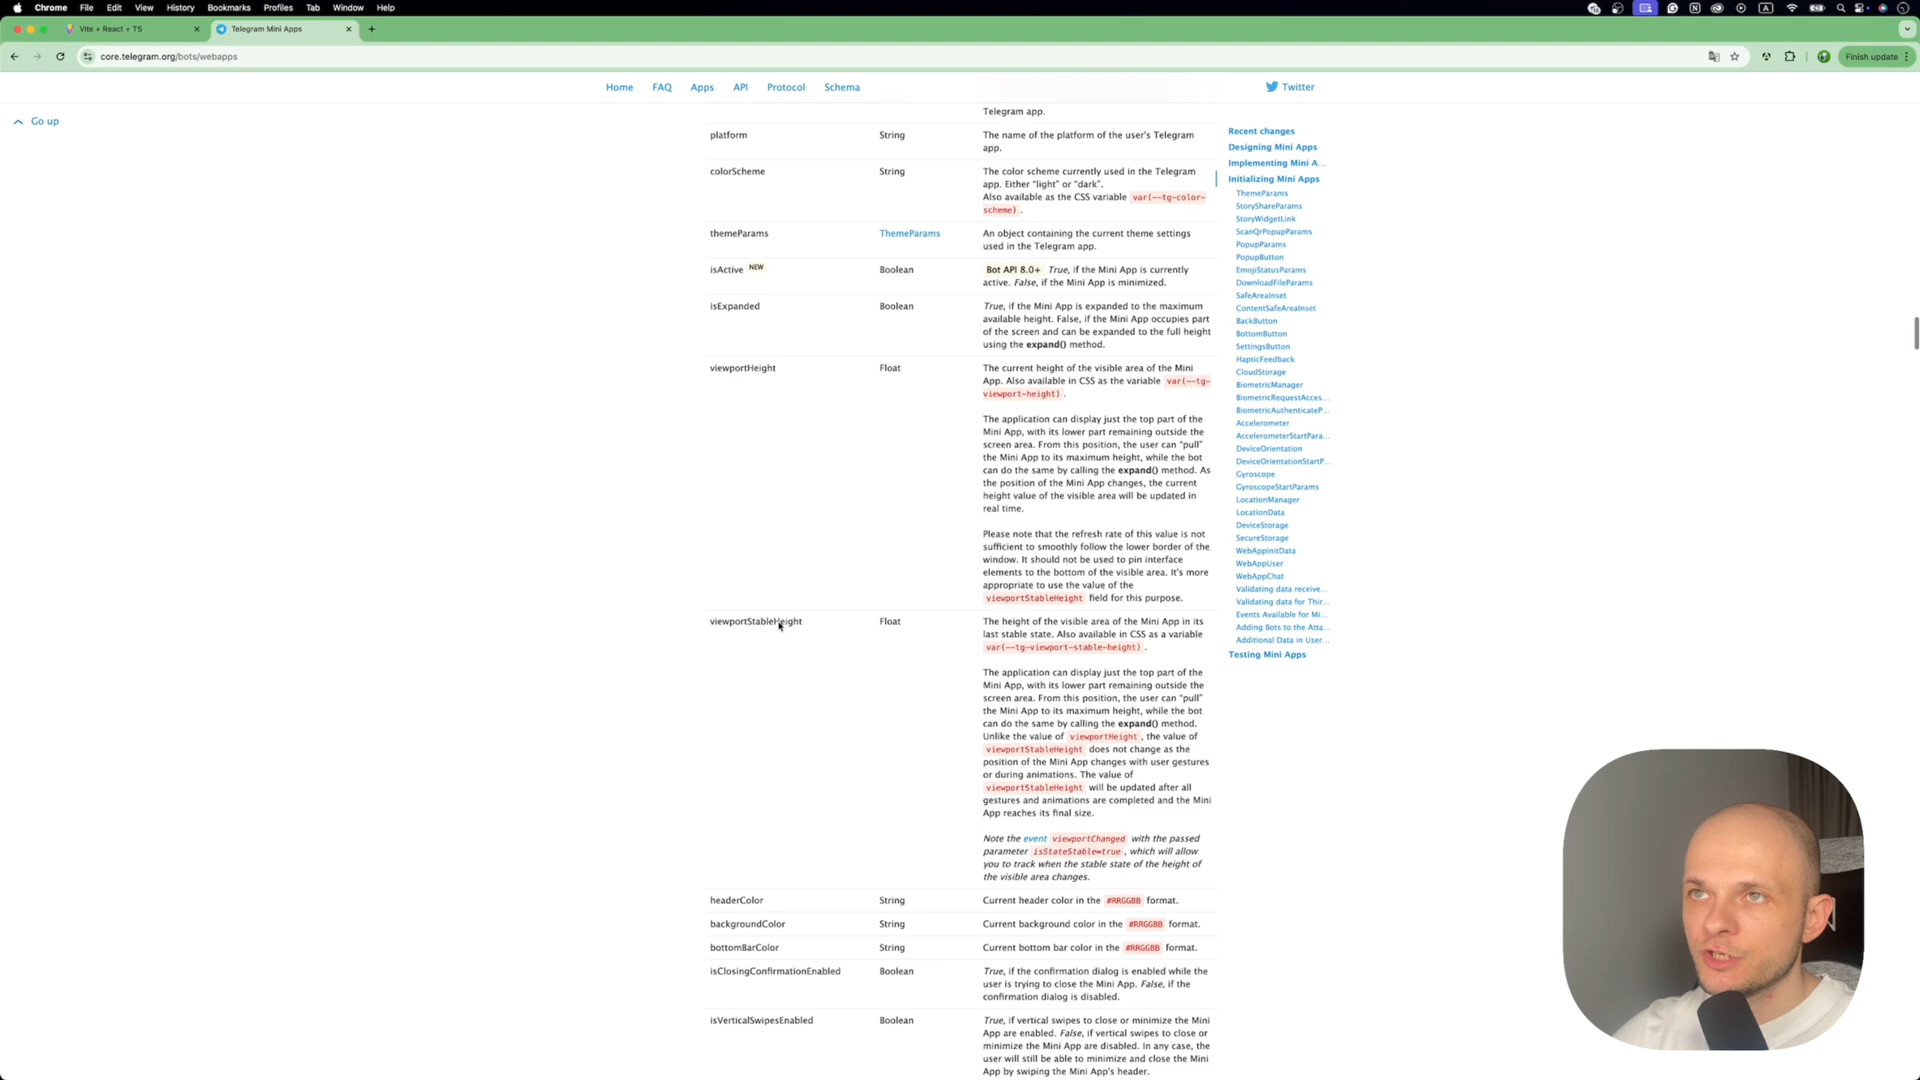 Chrome File Edit View History Bookmarks Profiles Tab Window Help
Vite + React + TS
Telegram Mini Apps
core.telegram.org/bots/webapps
Finish update
Home FAQ Apps API Protocol Schema
Twitter
Go up
Telegram app.
platform String The name of the platform of the user's Telegram
app.
colorScheme String The color scheme currently used in the Telegram
app. Either “light” or “dark”.
Also available as the CSS variable var(--tg-color-
scheme) .
themeParams ThemeParams An object containing the current theme settings
used in the Telegram app.
isActive NEW Boolean Bot API 8.0+ True, if the Mini App is currently
active. False, if the Mini App is minimized.
isExpanded Boolean True, if the Mini App is expanded to the maximum
available height. False, if the Mini App occupies part
of the screen and can be expanded to the full height
using the expand() method.
viewportHeight Float The current height of the visible area of the Mini
App. Also available in CSS as the variable var(--tg-
viewport-height) .
The application can display just the top part of the
Mini App, with its lower part remaining outside the
screen area. From this position, the user can “pull”
the Mini App to its maximum height, while the bot
can do the same by calling the expand() method. As
the position of the Mini App changes, the current
height value of the visible area will be updated in
real time.
Please note that the refresh rate of this value is not
sufficient to smoothly follow the lower border of the
window. It should not be used to pin interface
elements to the bottom of the visible area. It's more
appropriate to use the value of the
viewportStableHeight field for this purpose.
viewportStableHeight Float The height of the visible area of the Mini App in its
last stable state. Also available in CSS as a variable
var(--tg-viewport-stable-height) .
The application can display just the top part of the
Mini App, with its lower part remaining outside the
screen area. From this position, the user can “pull”
the Mini App to its maximum height, while the bot
can do the same by calling the expand() method.
Unlike the value of viewportHeight , the value of
viewportStableHeight does not change as the
position of the Mini App changes with user gestures
or during animations. The value of
viewportStableHeight will be updated after all
gestures and animations are completed and the Mini
App reaches its final size.
Note the event viewportChanged with the passed
parameter isStateStable=true , which will allow
you to track when the stable state of the height of
the visible area changes.
headerColor String Current header color in the #RRGGBB format.
backgroundColor String Current background color in the #RRGGBB format.
bottomBarColor String Current bottom bar color in the #RRGGBB format.
isClosingConfirmationEnabled Boolean True, if the confirmation dialog is enabled while the
user is trying to close the Mini App. False, if the
confirmation dialog is disabled.
isVerticalSwipesEnabled Boolean True, if vertical swipes to close or minimize the Mini
App are enabled. False, if vertical swipes to close or
minimize the Mini App are disabled. In any case, the
user will still be able to minimize and close the Mini
App by swiping the Mini App's header.
Recent changes
Designing Mini Apps
Implementing Mini A...
Initializing Mini Apps
ThemeParams
StoryShareParams
StoryWidgetLink
ScanQrPopupParams
PopupParams
PopupButton
EmojiStatusParams
DownloadFileParams
SafeAreaInset
ContentSafeAreaInset
BackButton
BottomButton
SettingsButton
HapticFeedback
CloudStorage
BiometricManager
BiometricRequestAcces...
BiometricAuthenticateP...
Accelerometer
AccelerometerStartPara...
DeviceOrientation
DeviceOrientationStartP...
Gyroscope
GyroscopeStartParams
LocationManager
LocationData
DeviceStorage
SecureStorage
WebAppInitData
WebAppUser
WebAppChat
Validating data receive...
Validating data for Thir...
Events Available for Mi...
Adding Bots to the Atta...
Additional Data in User...
Testing Mini Apps